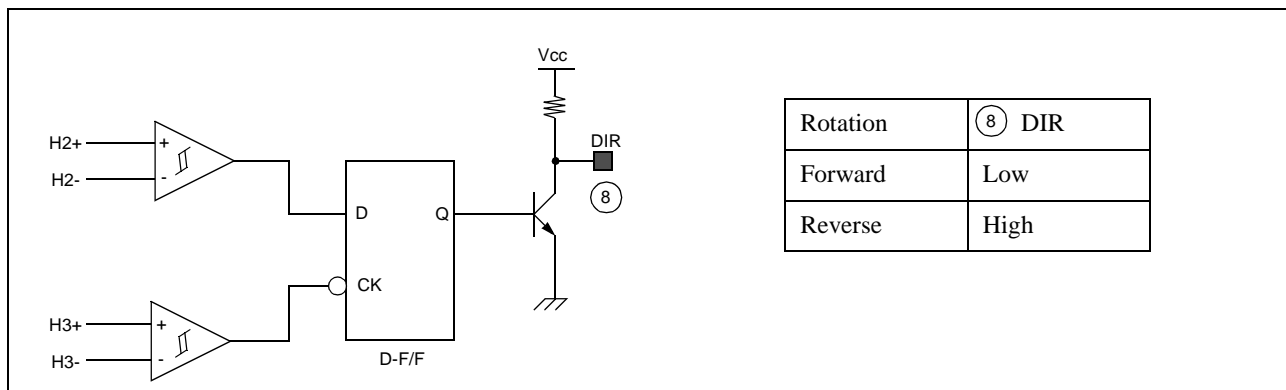 Vcc
DIR
8
H2+
H2-
+
-
D
Q
CK
H3+
H3-
+
-
D-F/F
Rotation 8 DIR
Forward Low
Reverse High